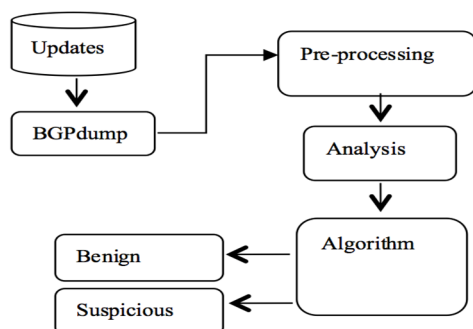 Updates
BGPdump
Pre-processing
Analysis
Algorithm
Benign
Suspicious